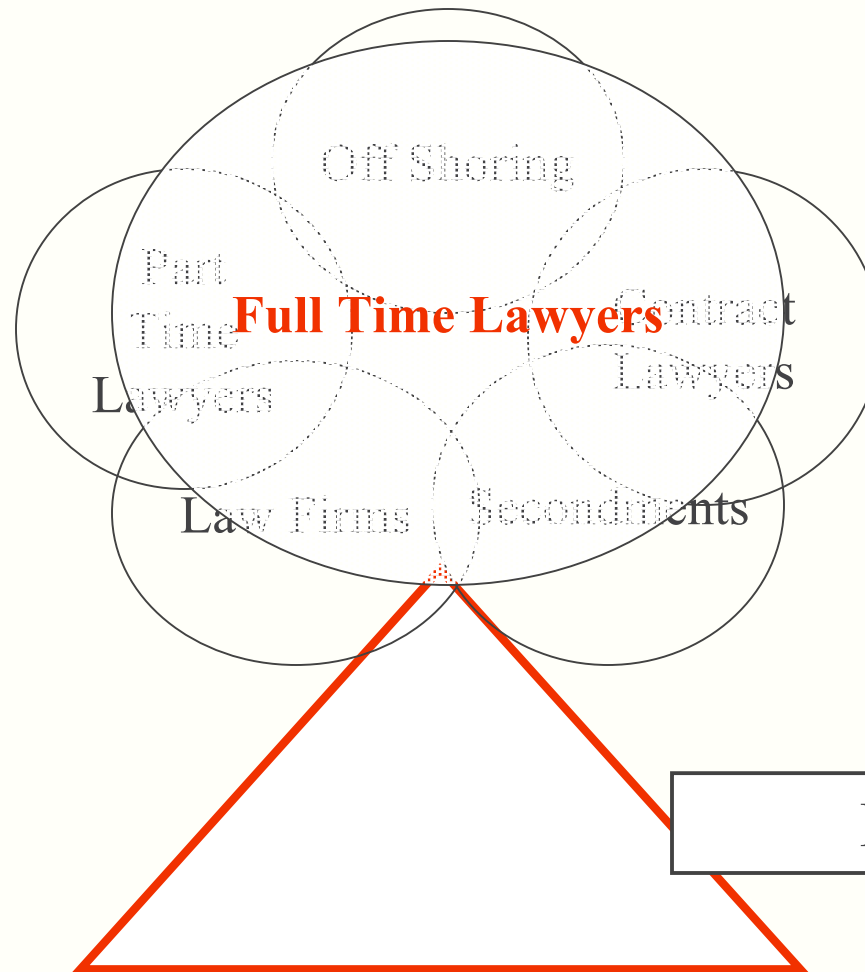 Off Shoring
Part
Time
Lawyers
Full Time Lawyers
Contract
Lawyers
Law Firms
Secondments